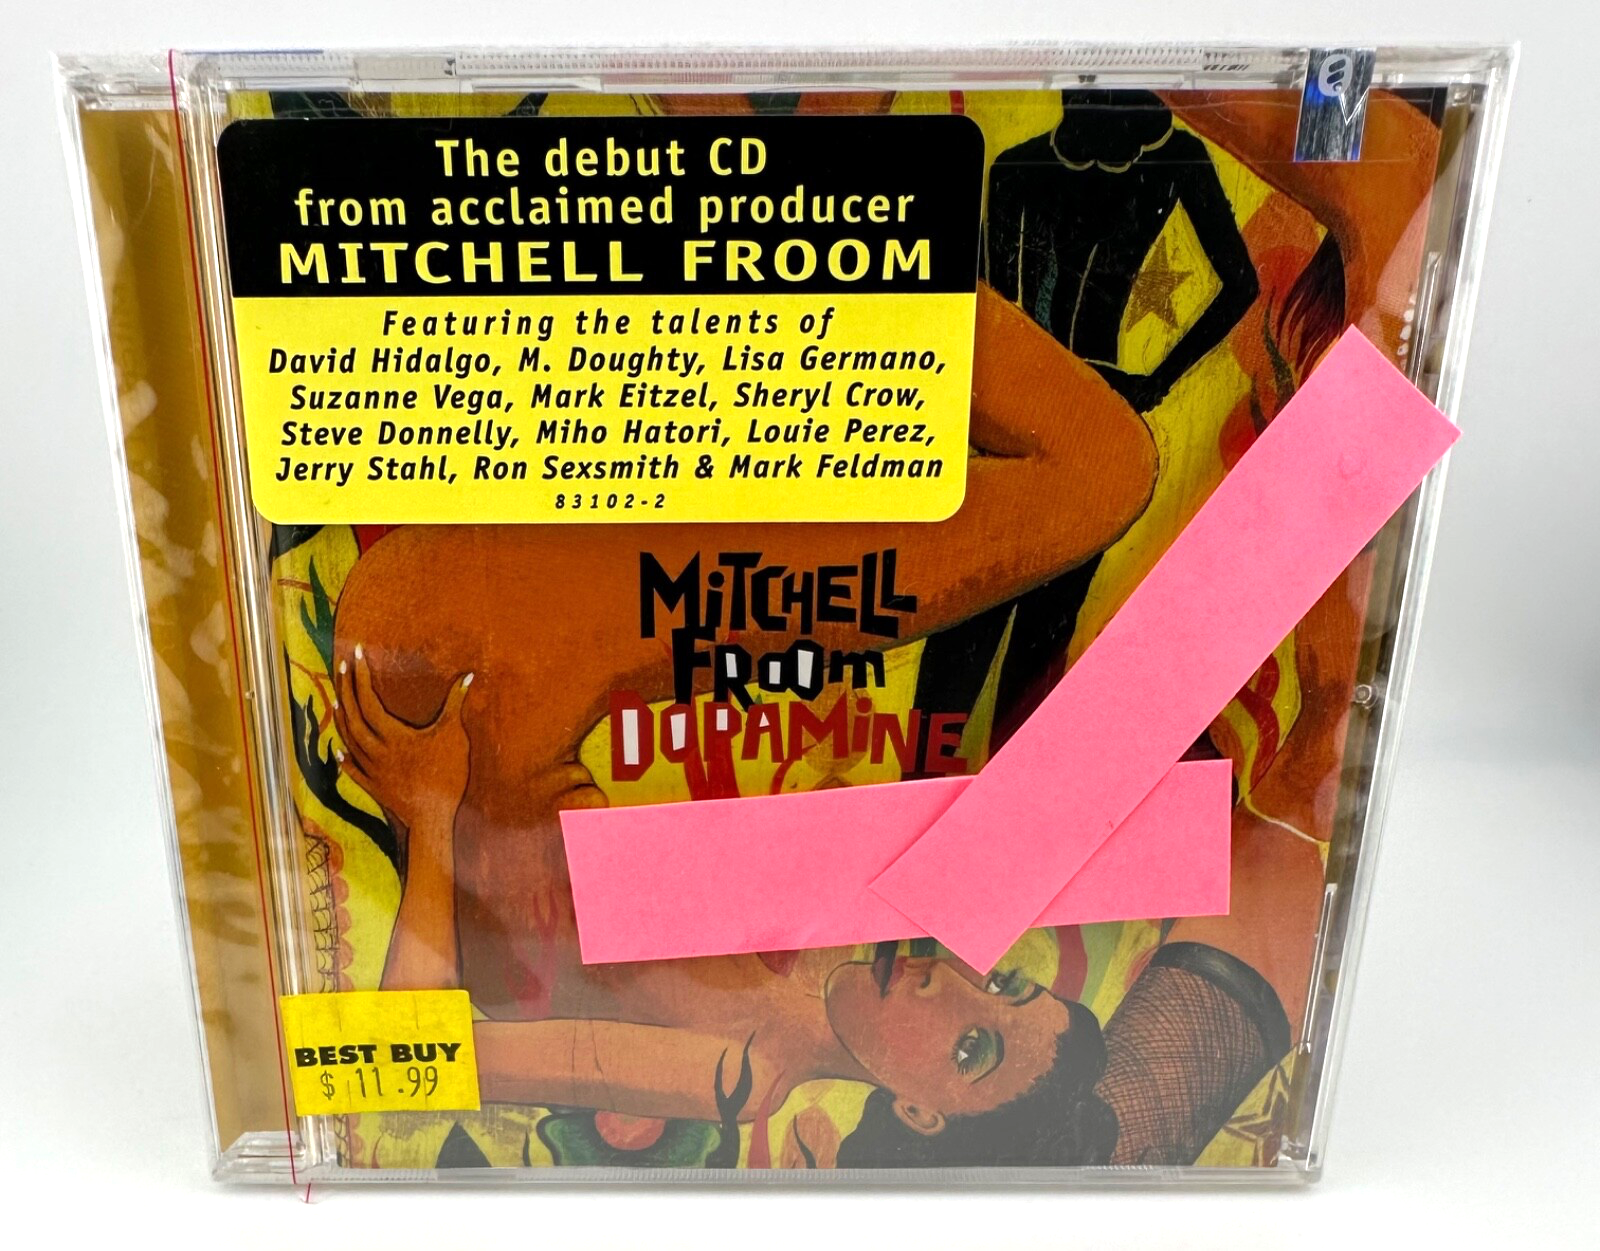 The debut CD
from acclaimed producer
MITCHELL FROOM
Featuring the talents of
David Hidalgo, M. Doughty, Lisa Germano,
Suzanne Vega, Mark Eitzel, Sheryl Crow,
Steve Donnelly, Miho Hatori, Louie Perez,
Jerry Stahl, Ron Sexsmith & Mark Feldman
83102-2
MiTCHELL
FROOm
DOPAMiNE
BEST BUY
$ 11.99